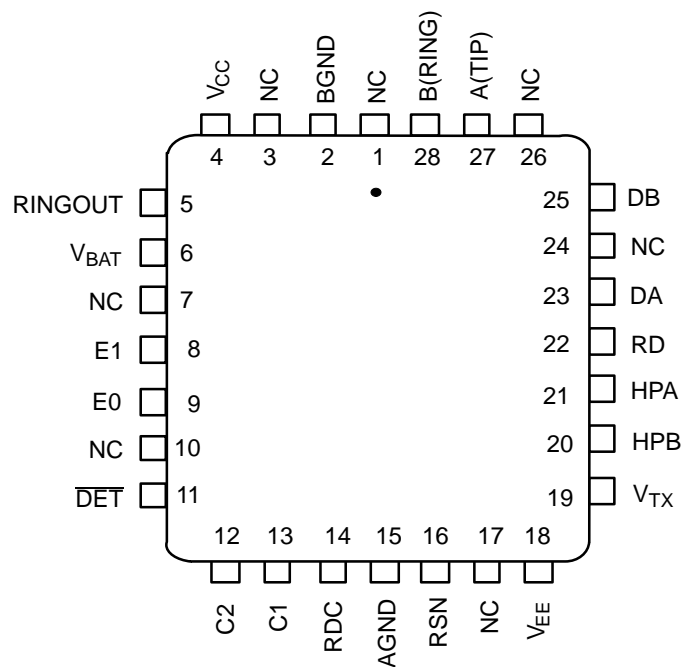 VCC NC BGND NC B(RING) A(TIP) NC
4 3 2 1 28 27 26
RINGOUT 5 25 DB
VBAT 6 24 NC
NC 7 23 DA
E1 8 22 RD
E0 9 21 HPA
NC 10 20 HPB
DET 11 19 VTX
12 13 14 15 16 17 18
C2 C1 RDC AGND RSN NC VEE